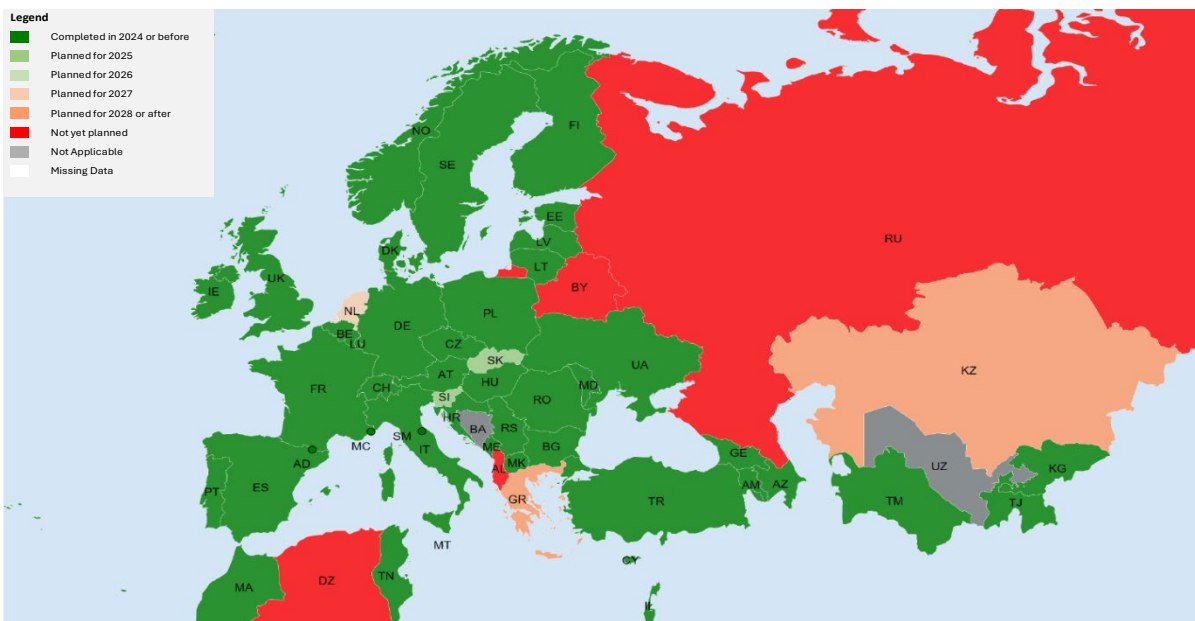 Legend
Completed in 2024 or before
Planned for 2025
Planned for 2026
Planned for 2027
Planned for 2028 or after
Not yet planned
Not Applicable
Missing Data
NO
FI
SE
EE
LV
DK
LT
RU
UK
IE
BY
NL
PL
DE
BE
LU
CZ
SK
UA
KZ
AT
HU
MD
FR
CH
SI
RO
HR
BA
RS
MC
SM
IT
ME
BG
AD
MK
AL
GE
UZ
KG
PT
ES
GR
TR
AM
AZ
TM
TJ
MT
CY
MA
DZ
TN
IL